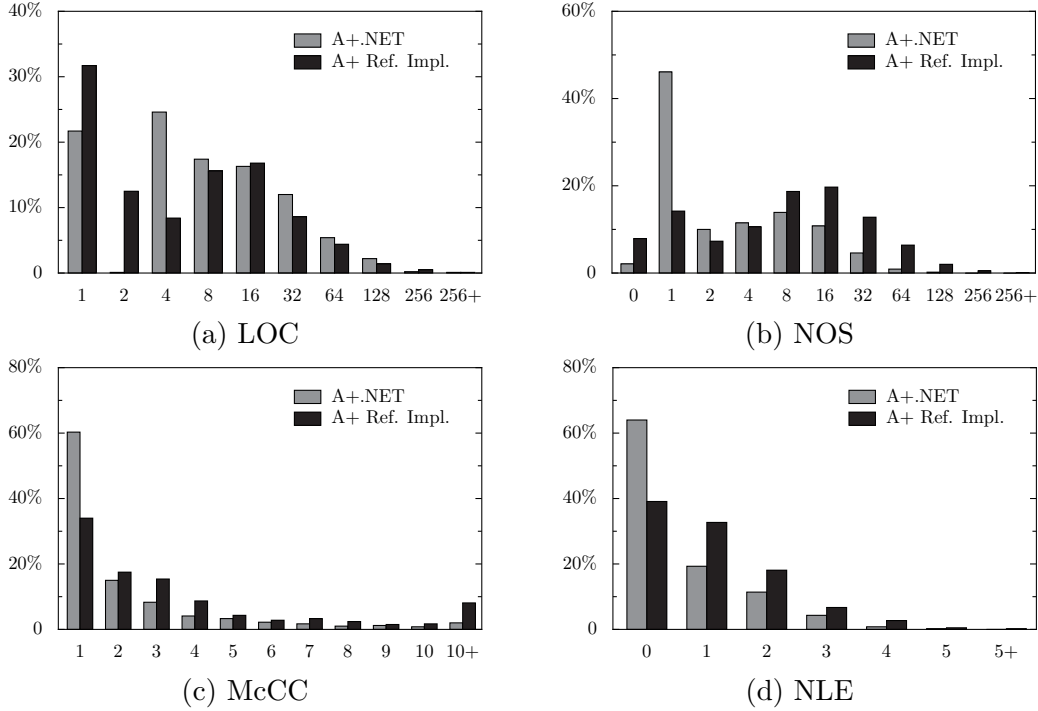 40%
30%
20%
10%
0
A+.NET
A+ Ref. Impl.
1 2 4 8 16 32 64 128 256 256+
(a) LOC
60%
40%
20%
0
A+.NET
A+ Ref. Impl.
0 1 2 4 8 16 32 64 128 256 256+
(b) NOS
80%
60%
40%
20%
0
A+.NET
A+ Ref. Impl.
1 2 3 4 5 6 7 8 9 10 10+
(c) McCC
80%
60%
40%
20%
0
A+.NET
A+ Ref. Impl.
0 1 2 3 4 5 5+
(d) NLE